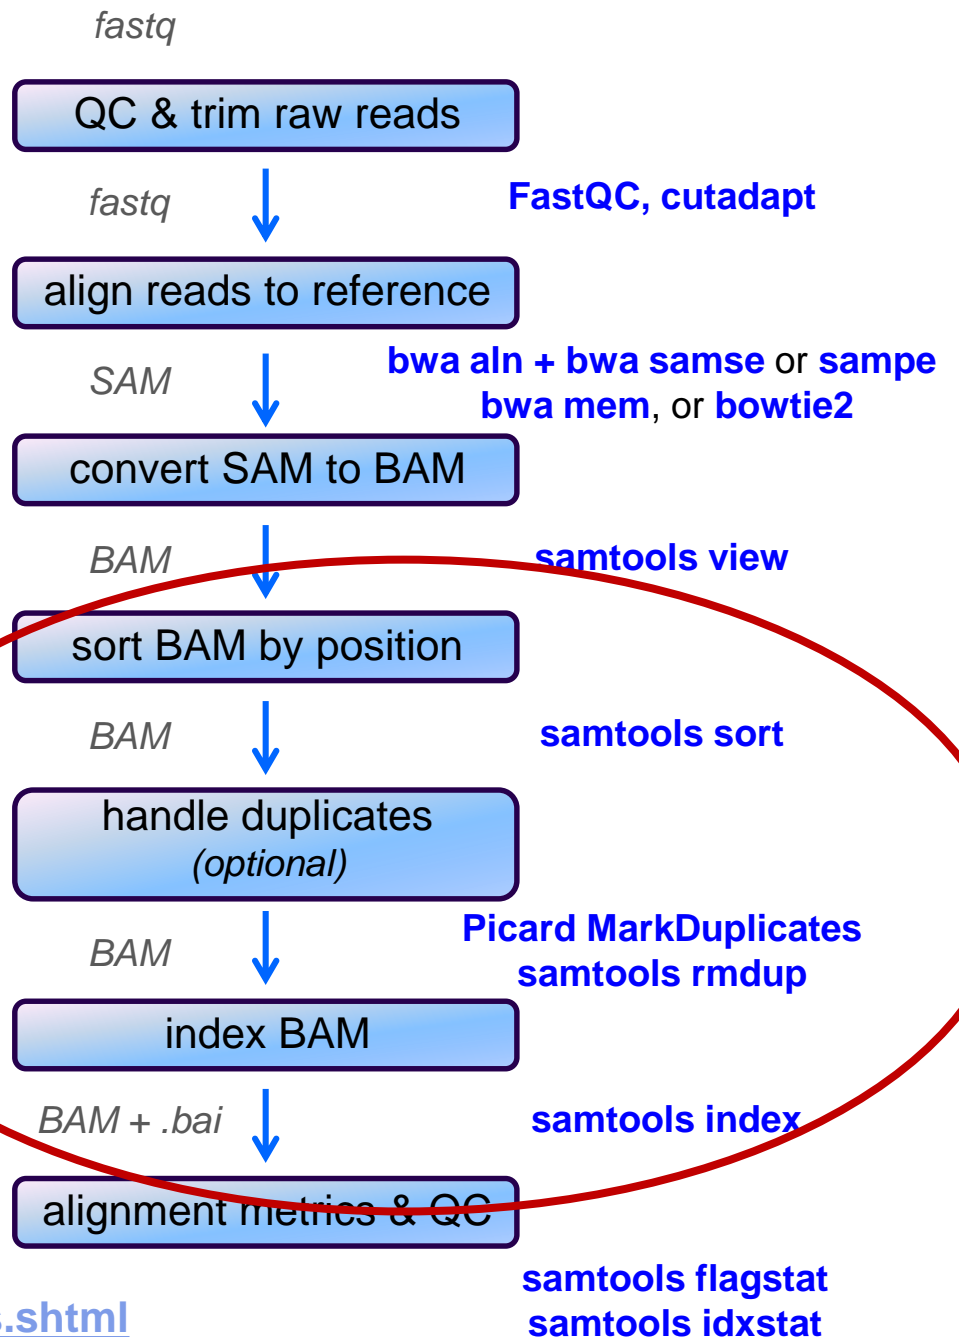 fastq
QC & trim raw reads
fastq
FastQC, cutadapt
align reads to reference
SAM
bwa aln + bwa samse or sampe
bwa mem, or bowtie2
convert SAM to BAM
BAM
samtools view
sort BAM by position
BAM
samtools sort
handle duplicates
(optional)
BAM
Picard MarkDuplicates
samtools rmdup
index BAM
BAM + .bai
samtools index
alignment metrics & QC
samtools flagstat
samtools idxstat
.shtml